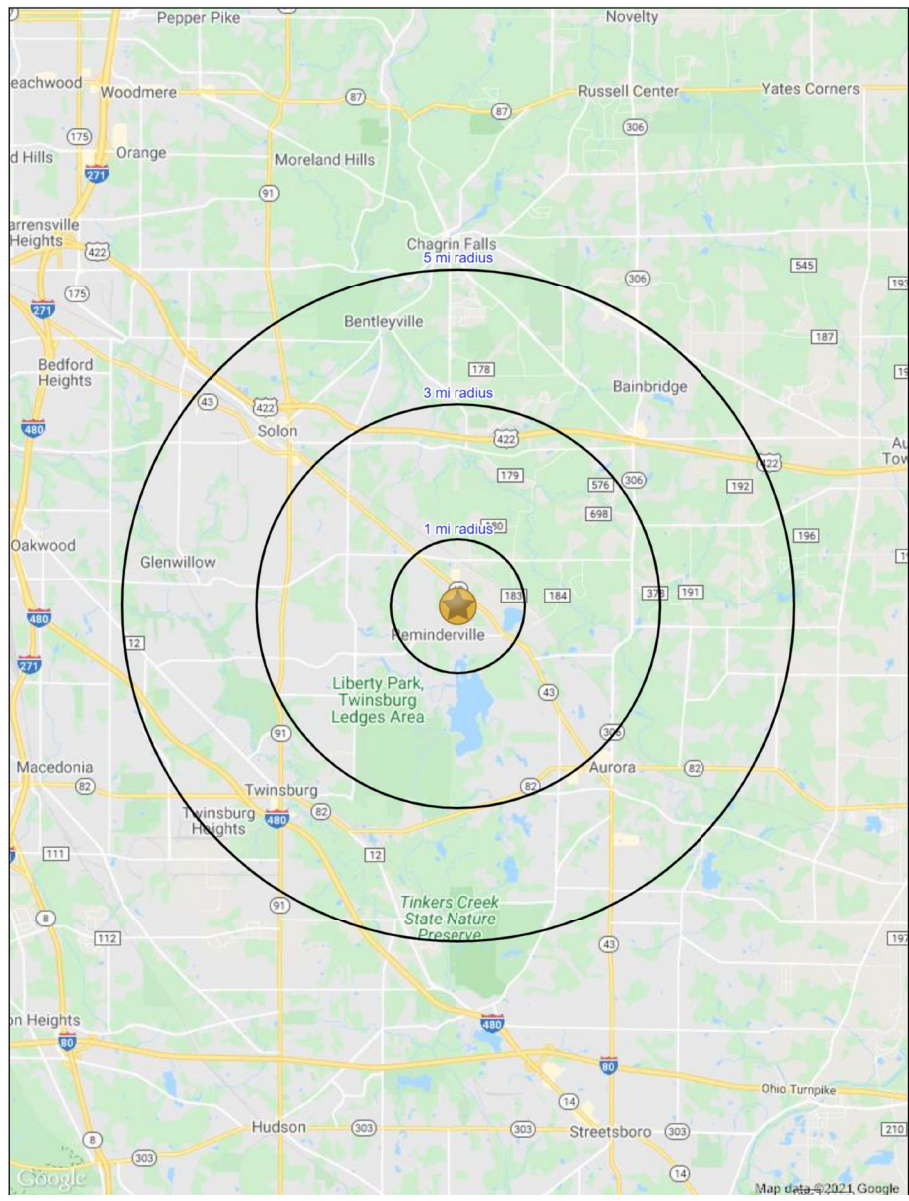 Pepper Pike
Novelty
eachwood
Woodmere
87
87
Russell Center
Yates Corners
175
306
d Hills
Orange
Moreland Hills
271
91
arrensville
Heights
422
Chagrin Falls
5 mi radius
545
306
193
175
271
Bentleyville
187
Bedford
Heights
178
Bainbridge
43
3 mi radius
422
480
Solon
422
Au
Tow
422
179
306
576
192
698
180
1 mi radius
196
Oakwood
Glenwillow
183
184
378
191
480
12
Reminderville
271
Liberty Park,
Twinsburg
Ledges Area
43
91
306
Macedonia
82
Aurora
82
82
Twinsburg
82
Twinsburg
Heights
480
111
12
Tinkers Creek
State Nature
Preserve
91
8
112
43
197
on Heights
480
80
80
Ohio Turnpike
14
Hudson
303
303
Streetsboro
303
210
8
303
14
Google
Map data ©2021 Google